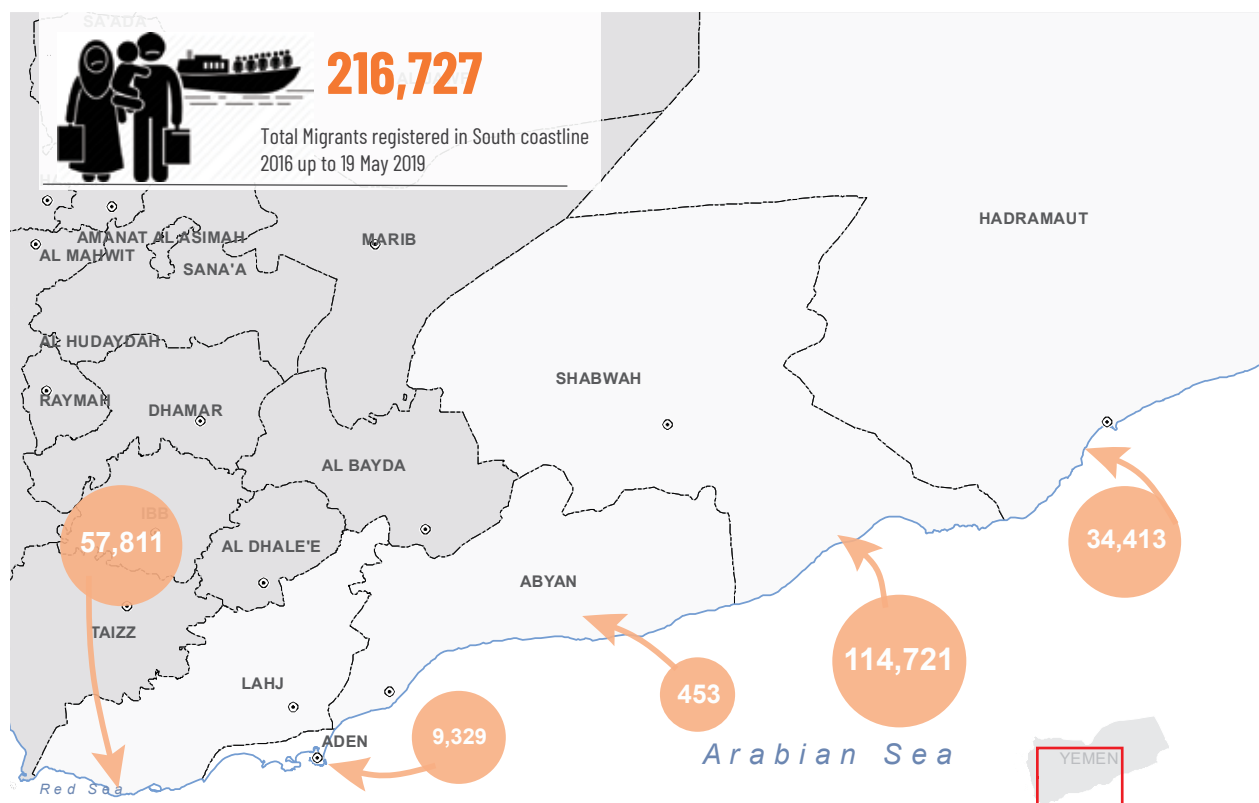 SA'ADA
216,727
Total Migrants registered in South coastline
2016 up to 19 May 2019
HADRAMAUT
AMANAT AL ASIMAH
MARIB
AL MAHWIT
SANA'A
AL HUDAYDAH
SHABWAH
RAYMAH
DHAMAR
AL BAYDA
IBB
57,811
AL DHALE'E
34,413
ABYAN
TAIZZ
114,721
LAHJ
453
9,329
ADEN
Arabian Sea
YEMEN
Red Sea